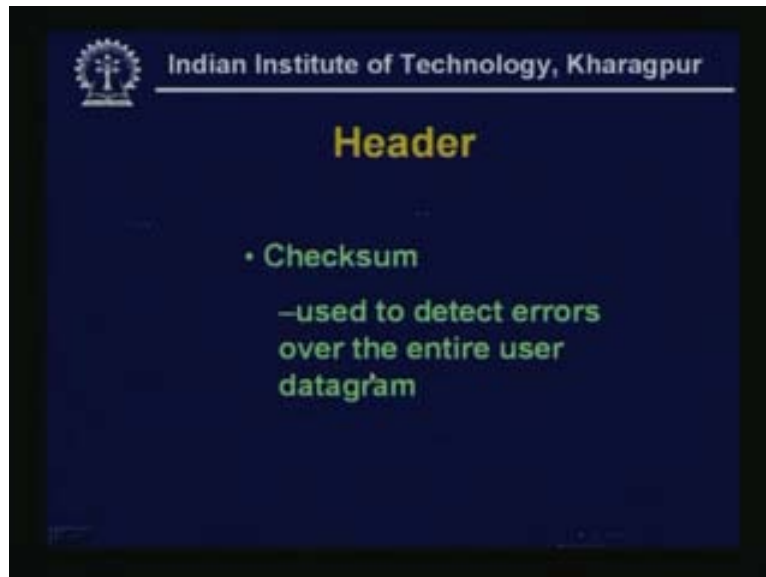 Indian Institute of Technology, Kharagpur
Header
• Checksum
–used to detect errors
over the entire user
datagram